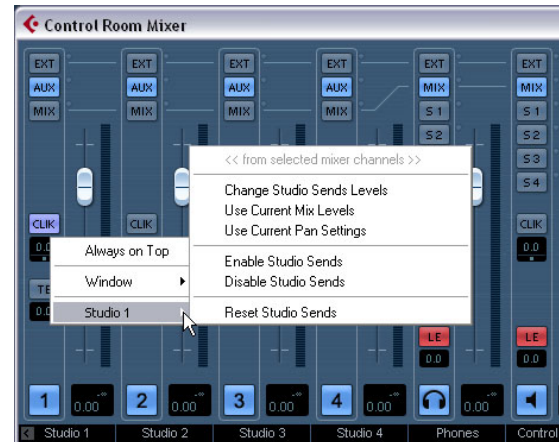 Control Room Mixer
EXT EXT EXT EXT EXT EXT
AUX AUX AUX AUX MIX MIX
MIX MIX MIX MIX S 1 S 1
S 2 S 2
S 3
S 4
<< from selected mixer channels >>
Change Studio Sends Levels
Use Current Mix Levels
Use Current Pan Settings
Enable Studio Sends
Disable Studio Sends
Reset Studio Sends
CLIK CLIK CLIK
0.0 0.0
Always on Top
Window
Studio 1
LE LE
0.0 0.0
1 0.00 2 0.00 3 0.00 4 0.00 0.00
Studio 1 Studio 2 Studio 3 Studio 4 Phones Control